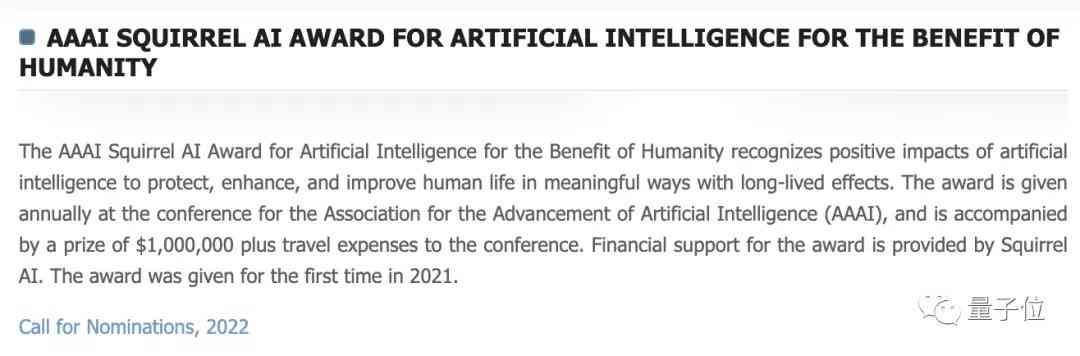 AAAI SQUIRREL AI AWARD FOR ARTIFICIAL INTELLIGENCE FOR THE BENEFIT OF
HUMANITY
The AAAI Squirrel AI Award for Artificial Intelligence for the Benefit of Humanity recognizes positive impacts of artificial
intelligence to protect, enhance, and improve human life in meaningful ways with long-lived effects. The award is given
annually at the conference for the Association for the Advancement of Artificial Intelligence (AAAI), and is accompanied
by a prize of $1,000,000 plus travel expenses to the conference. Financial support for the award is provided by Squirrel
AI. The award was given for the first time in 2021.
量子位
Call for Nominations, 2022